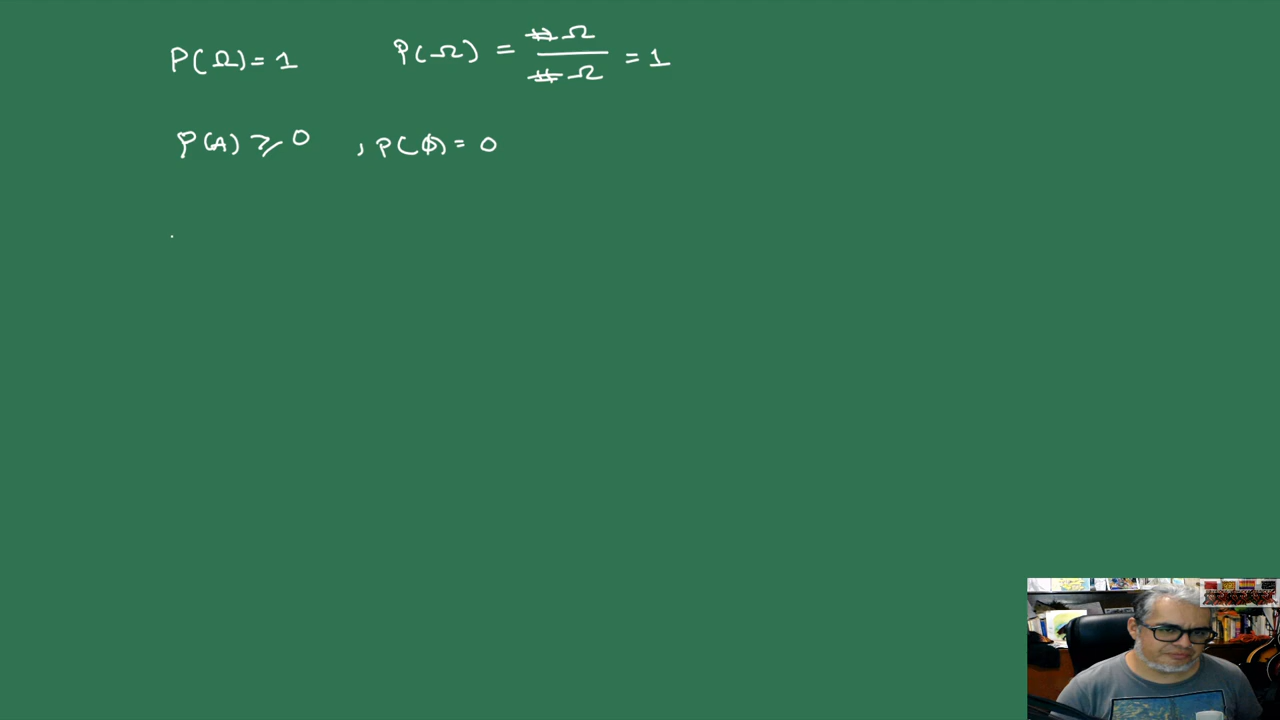 P(Ω) = 1    P(Ω) = #Ω / #Ω = 1
P(A) ⩾ 0    , P(ϕ) = 0